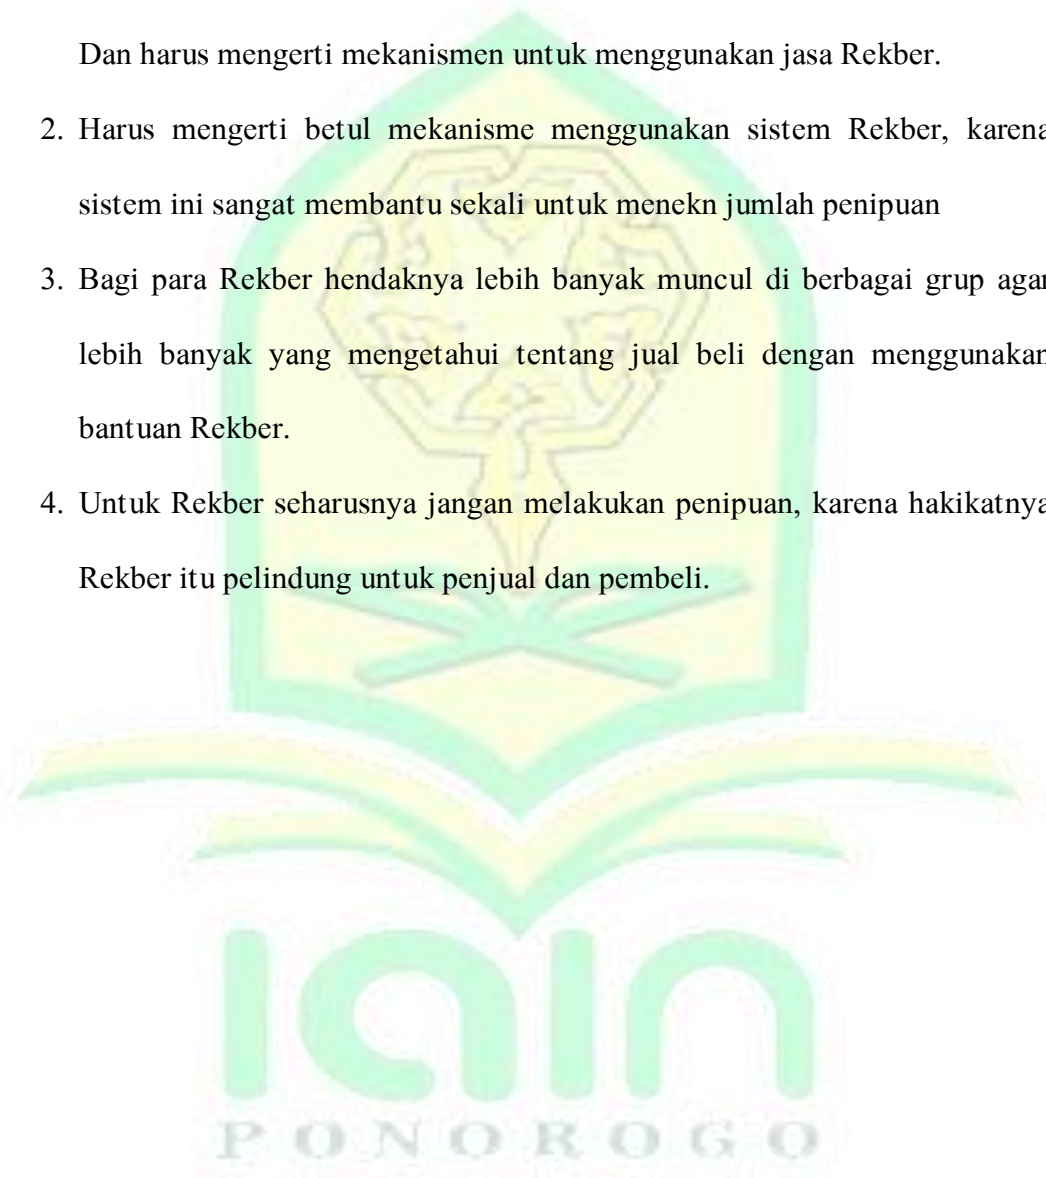 Dan harus mengerti mekanismen untuk menggunakan jasa Rekber.
2. Harus mengerti betul mekanisme menggunakan sistem Rekber, karena
sistem ini sangat membantu sekali untuk menekn jumlah penipuan
3. Bagi para Rekber hendaknya lebih banyak muncul di berbagai grup agar
lebih banyak yang mengetahui tentang jual beli dengan menggunakan
bantuan Rekber.
4. Untuk Rekber seharusnya jangan melakukan penipuan, karena hakikatnya
Rekber itu pelindung untuk penjual dan pembeli.
iain
PONOROGO